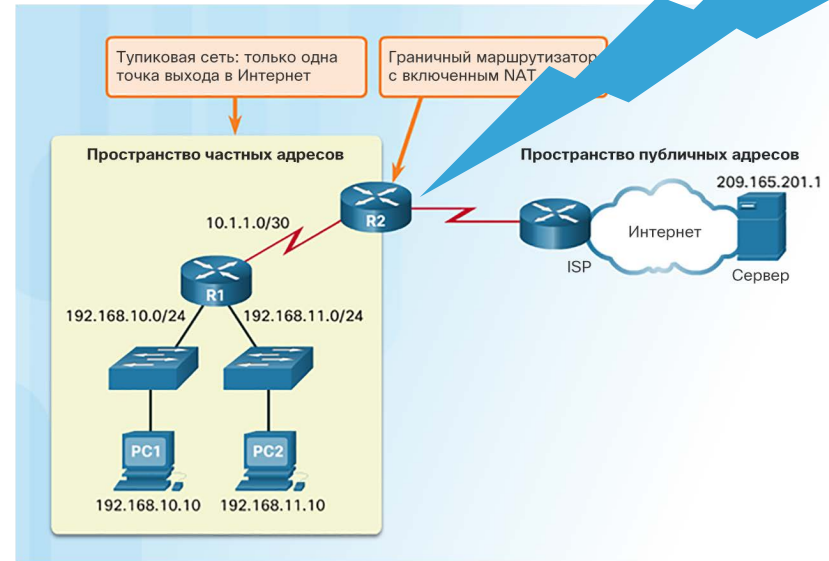 Тупиковая сеть: только одна
точка выхода в Интернет
Граничный маршрутизатор
с включенным NAT
Пространство частных адресов
Пространство публичных адресов
209.165.201.1
R2
10.1.1.0/30
Интернет
ISP
Сервер
R1
192.168.10.0/24
192.168.11.0/24
PC1
PC2
192.168.10.10
192.168.11.10